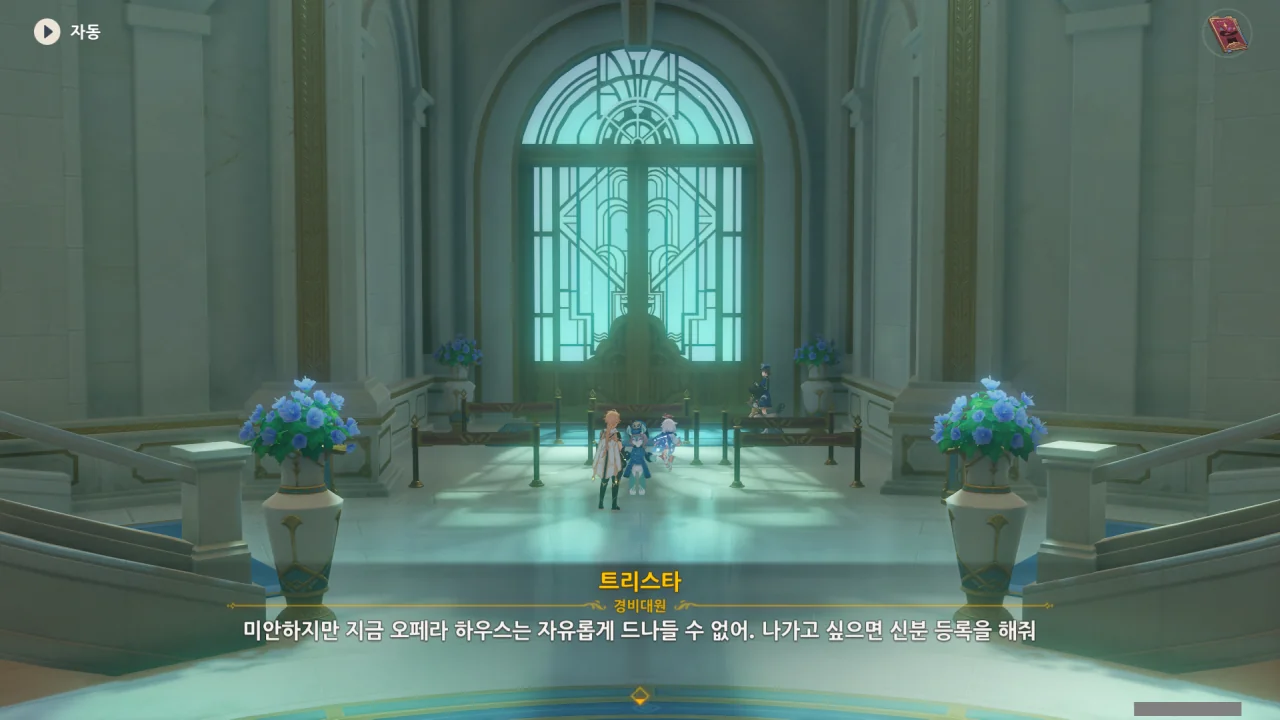 자동
트리스타
경비대원
미안하지만 지금 오페라 하우스는 자유롭게 드나들 수 없어. 나가고 싶으면 신분 등록을 해줘